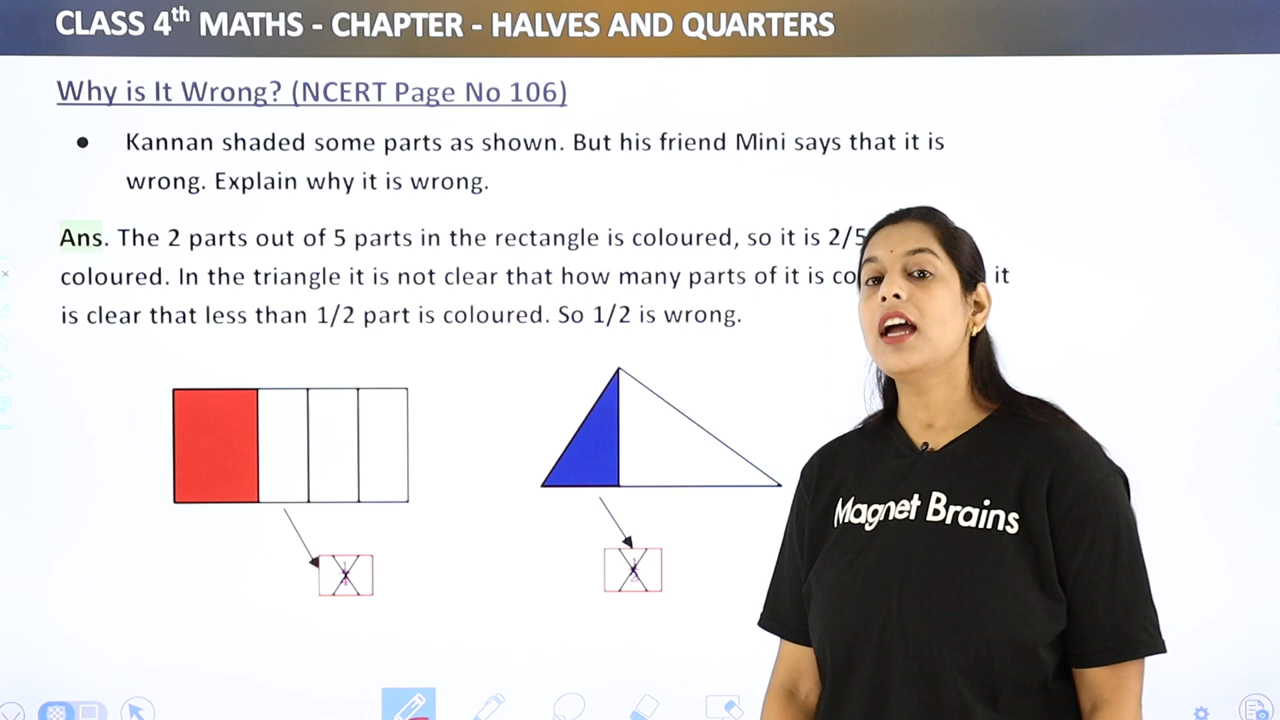 CLASS 4th MATHS - CHAPTER - HALVES AND QUARTERS
Why is It Wrong? (NCERT Page No 106)
● Kannan shaded some parts as shown. But his friend Mini says that it is
wrong. Explain why it is wrong.
Ans. The 2 parts out of 5 parts in the rectangle is coloured, so it is 2/5
coloured. In the triangle it is not clear that how many parts of it is it
is clear that less than 1/2 part is coloured. So 1/2 is wrong.
Magnet Brains